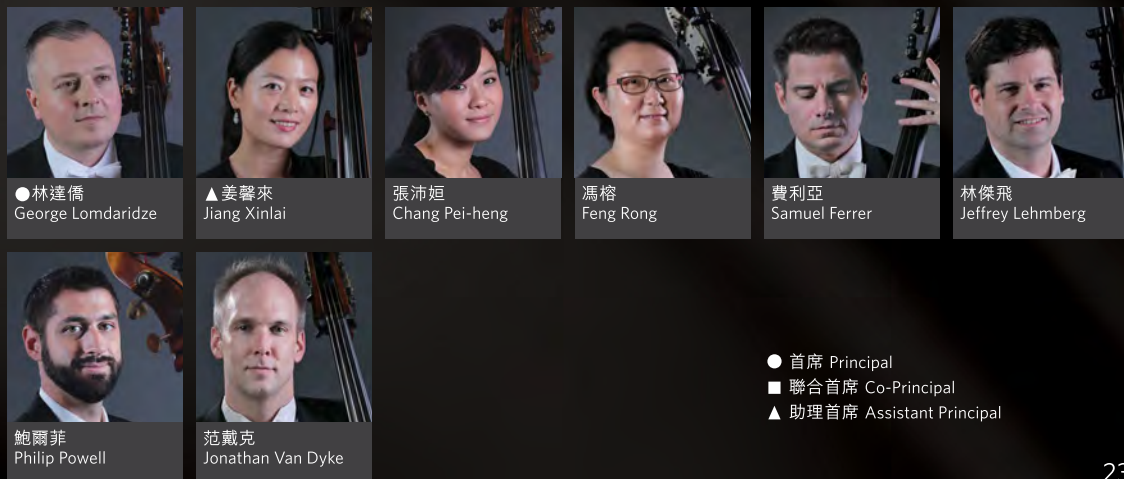 ●林達僑
George Lomdaridze
▲姜馨來
Jiang Xinlai
張沛姮
Chang Pei-heng
馮榕
Feng Rong
費利亞
Samuel Ferrer
林傑飛
Jeffrey Lehmberg
鮑爾菲
Philip Powell
范戴克
Jonathan Van Dyke
● 首席 Principal
■ 聯合首席 Co-Principal
▲ 助理首席 Assistant Principal
23